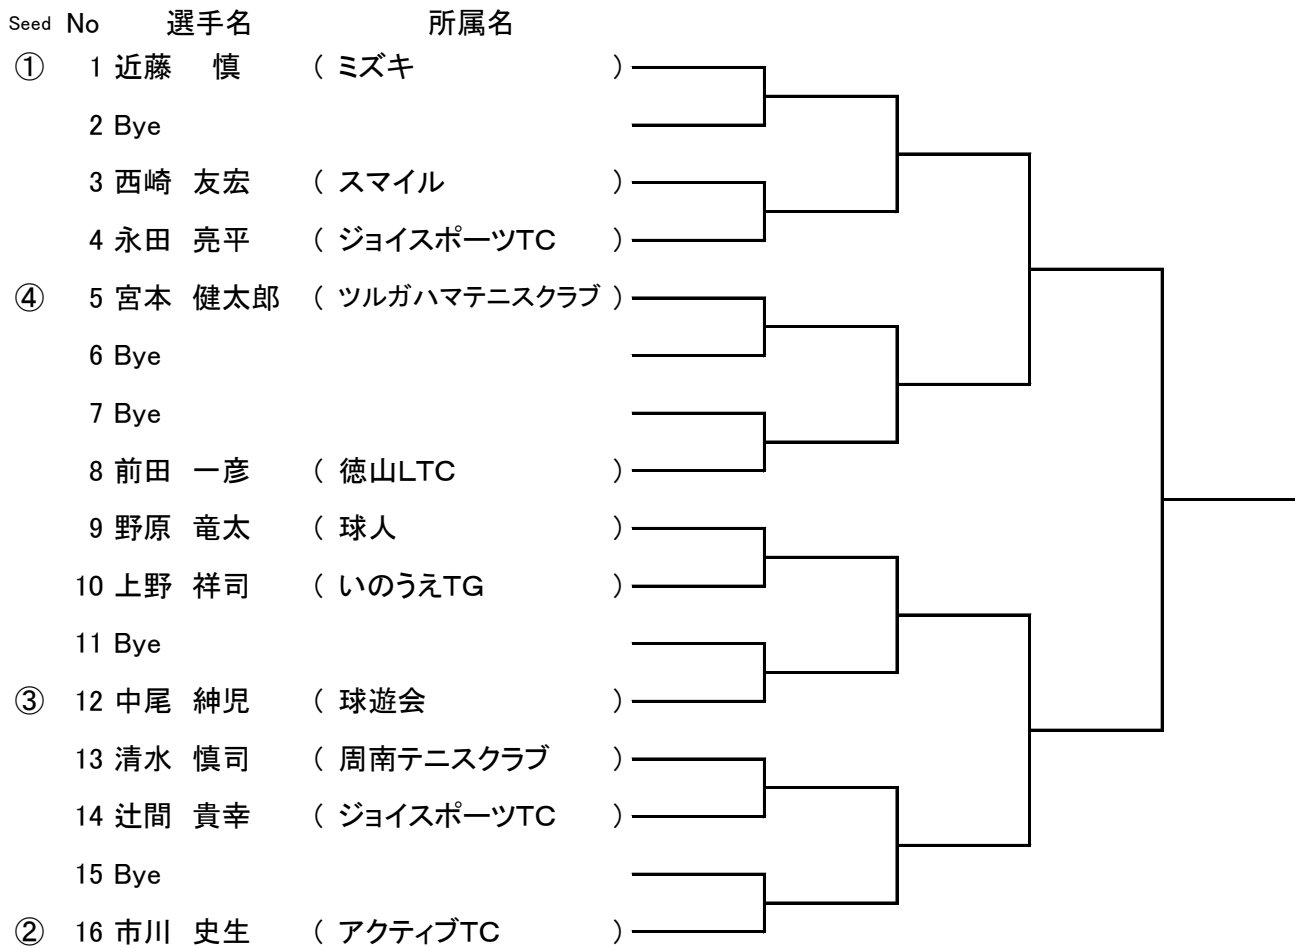 Seed No 選手名 所属名
① 1 近藤 慎 ( ミズキ )
2 Bye
3 西崎 友宏 ( スマイル )
4 永田 亮平 ( ジョイスポーツTC )
④ 5 宮本 健太郎 ( ツルガハマテニスクラブ )
6 Bye
7 Bye
8 前田 一彦 ( 徳山LTC )
9 野原 竜太 ( 球人 )
10 上野 祥司 ( いのうえTG )
11 Bye
③ 12 中尾 紳児 ( 球遊会 )
13 清水 慎司 ( 周南テニスクラブ )
14 辻間 貴幸 ( ジョイスポーツTC )
15 Bye
② 16 市川 史生 ( アクティブTC )